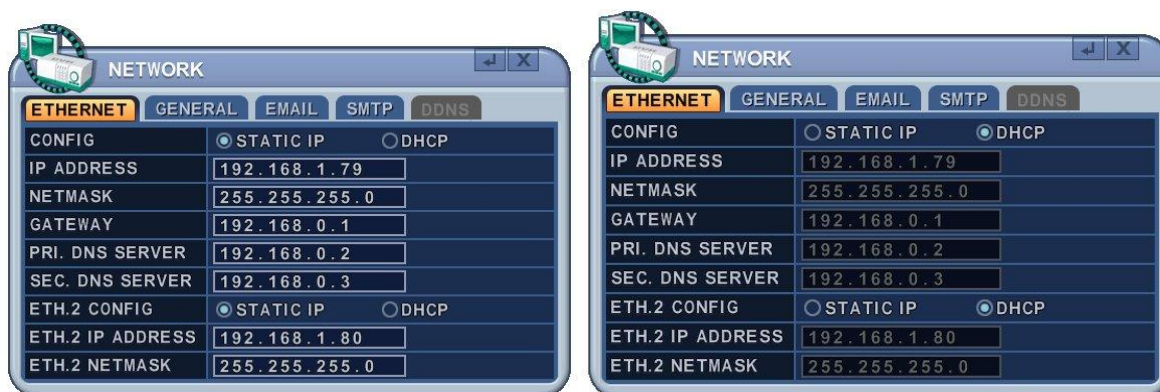 NETWORK
X
ETHERNET GENERAL EMAIL SMTP DDNS
CONFIG STATIC IP DHCP
IP ADDRESS 192.168.1.79
NETMASK 255.255.255.0
GATEWAY 192.168.0.1
PRI. DNS SERVER 192.168.0.2
SEC. DNS SERVER 192.168.0.3
ETH.2 CONFIG STATIC IP DHCP
ETH.2 IP ADDRESS 192.168.1.80
ETH.2 NETMASK 255.255.255.0
NETWORK
X
ETHERNET GENERAL EMAIL SMTP DDNS
CONFIG STATIC IP DHCP
IP ADDRESS 192.168.1.79
NETMASK 255.255.255.0
GATEWAY 192.168.0.1
PRI. DNS SERVER 192.168.0.2
SEC. DNS SERVER 192.168.0.3
ETH.2 CONFIG STATIC IP DHCP
ETH.2 IP ADDRESS 192.168.1.80
ETH.2 NETMASK 255.255.255.0